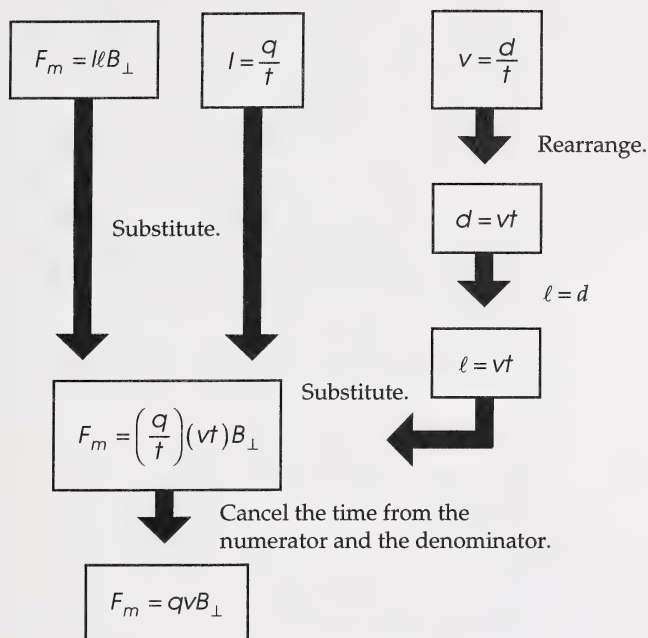 F_m = IℓB_⊥
I = q/t
v = d/t
Rearrange.
d = vt
Substitute.
ℓ = d
ℓ = vt
Substitute.
F_m = (q/t)(vt)B_⊥
Cancel the time from the
numerator and the denominator.
F_m = qvB_⊥